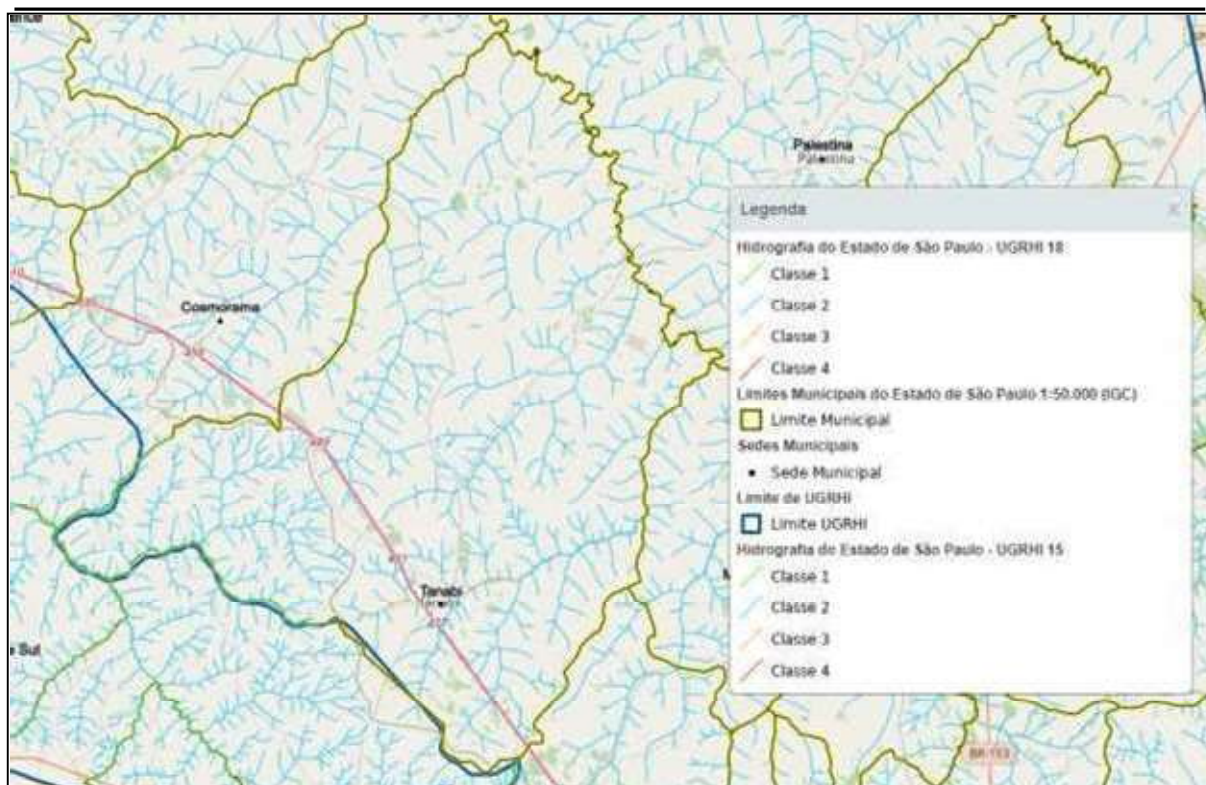 Palestina
Palestina
Legenda
X
Hidrografia do Estado de São Paulo - UGRHI 18
Classe 1
Classe 2
Classe 3
Classe 4
Limites Municipais do Estado de São Paulo 1:50.000 (IGC)
Limite Municipal
Sedes Municipais
Sede Municipal
Limite de UGRHI
Limite UGRHI
Hidrografia do Estado de São Paulo - UGRHI 15
Classe 1
Classe 2
Classe 3
Classe 4
Cosmorama
Tanabi
e Sul
M
BR-153